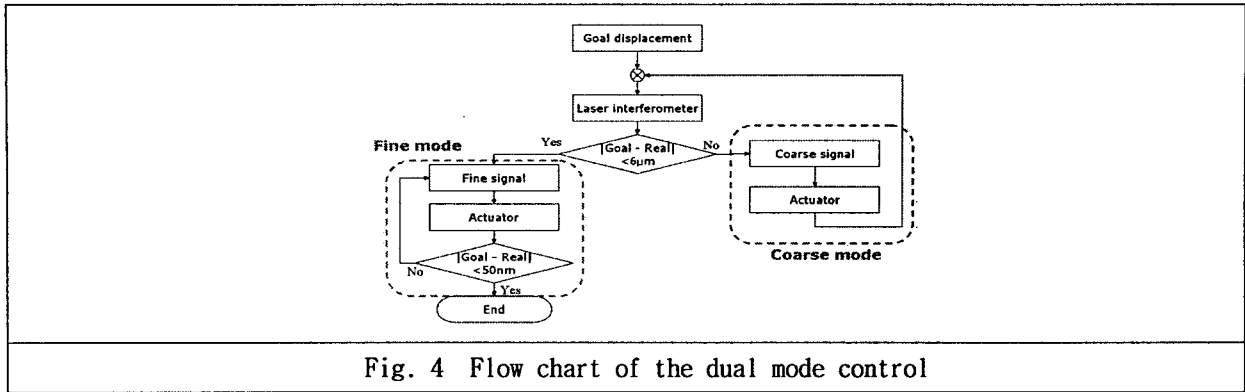 Goal displacement
Laser interferometer
|Goal - Real|
<6μm
Yes
No
Fine mode
Fine signal
Actuator
|Goal - Real|
<50nm
No
Yes
End
Coarse signal
Actuator
Coarse mode
Fig. 4 Flow chart of the dual mode control